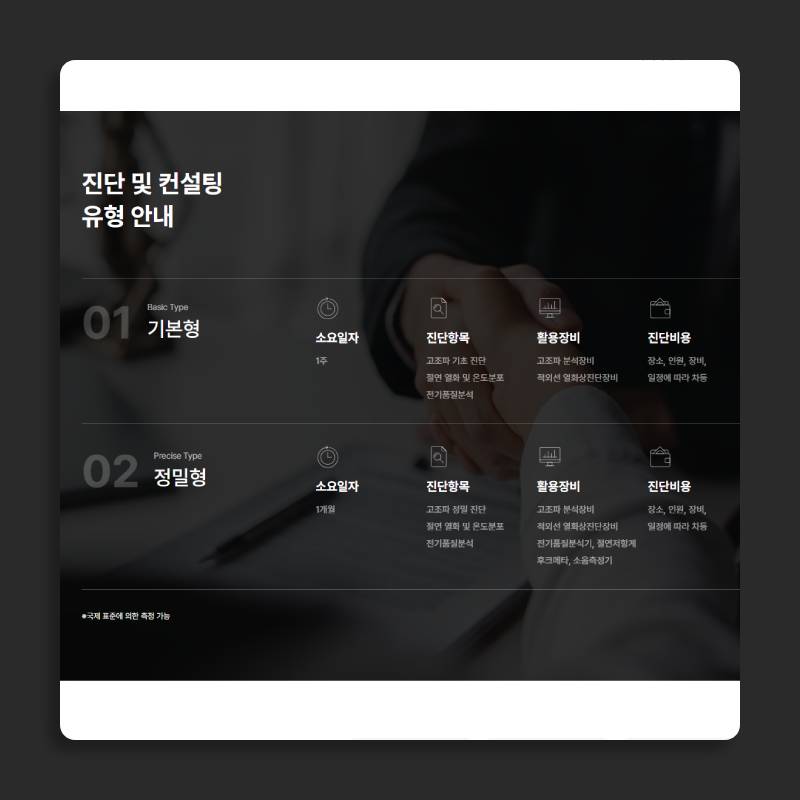 진단 및 컨설팅
유형 안내
01
Basic Type
기본형
소요일자
1주
진단항목
고조파 기초 진단
절연 열화 및 온도분포
전기품질분석
활용장비
고조파 분석장비
적외선 열화상진단장비
진단비용
장소, 인원, 장비,
일정에 따라 차등
02
Precise Type
정밀형
소요일자
1개월
진단항목
고조파 정밀 진단
절연 열화 및 온도분포
전기품질분석
활용장비
고조파 분석장비
적외선 열화상진단장비
전기품질분석기, 절연저항계
후크메타, 소음측정기
진단비용
장소, 인원, 장비,
일정에 따라 차등
※국제 표준에 의한 측정 가능